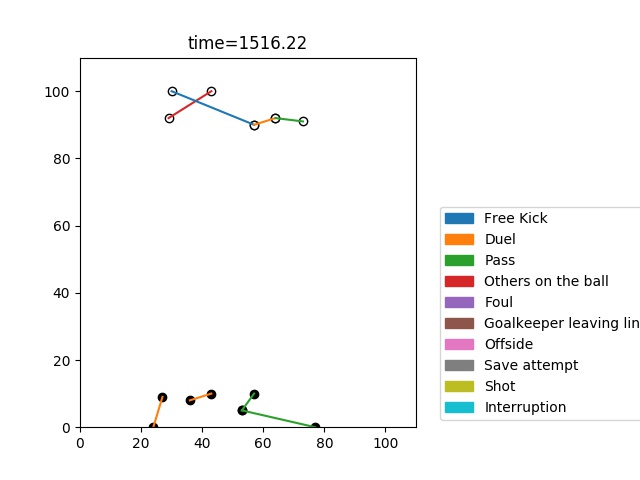 time=1516.22
100
80
60
40
20
0
0 20 40 60 80 100
Free Kick
Duel
Pass
Others on the ball
Foul
Goalkeeper leaving lin
Offside
Save attempt
Shot
Interruption